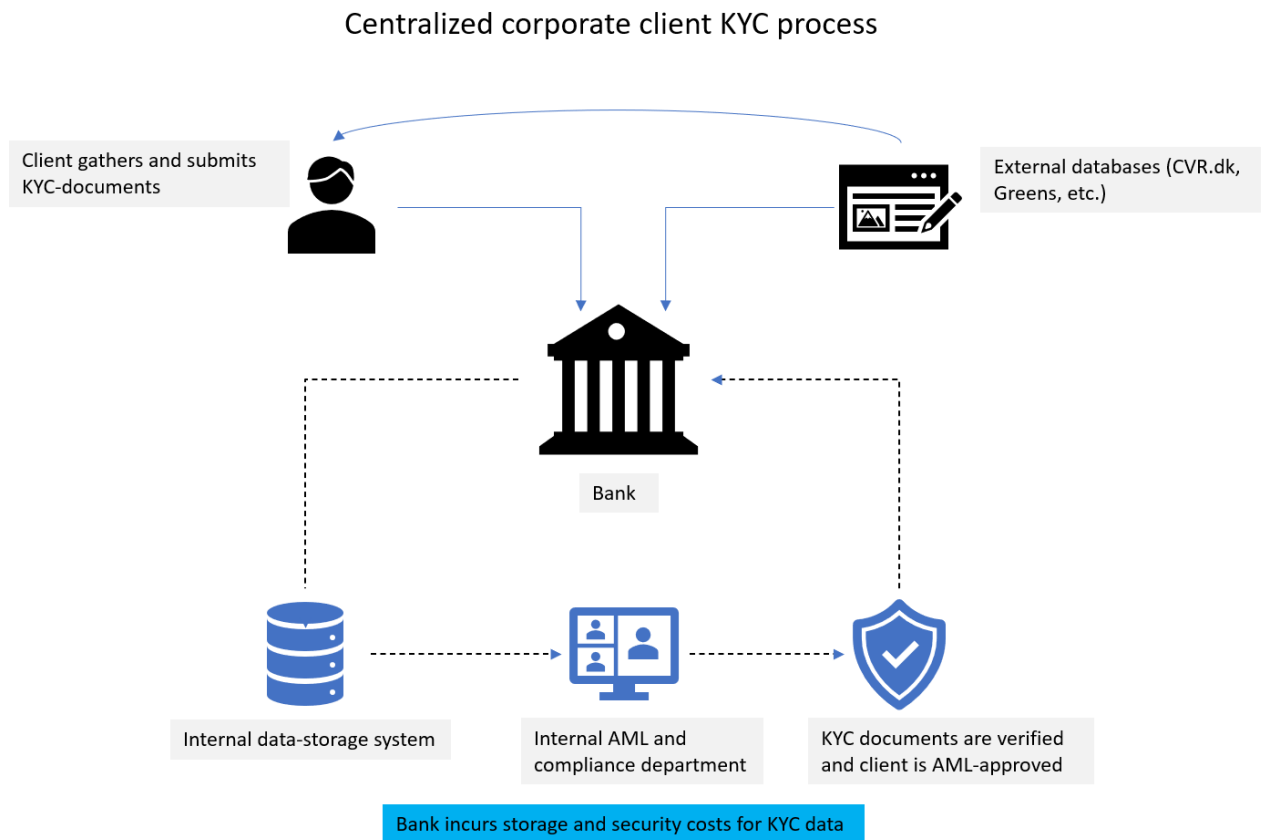 Centralized corporate client KYC process
Client gathers and submits
KYC-documents
External databases (CVR.dk,
Greens, etc.)
Bank
Internal data-storage system
Internal AML and
compliance department
KYC documents are verified
and client is AML-approved
Bank incurs storage and security costs for KYC data